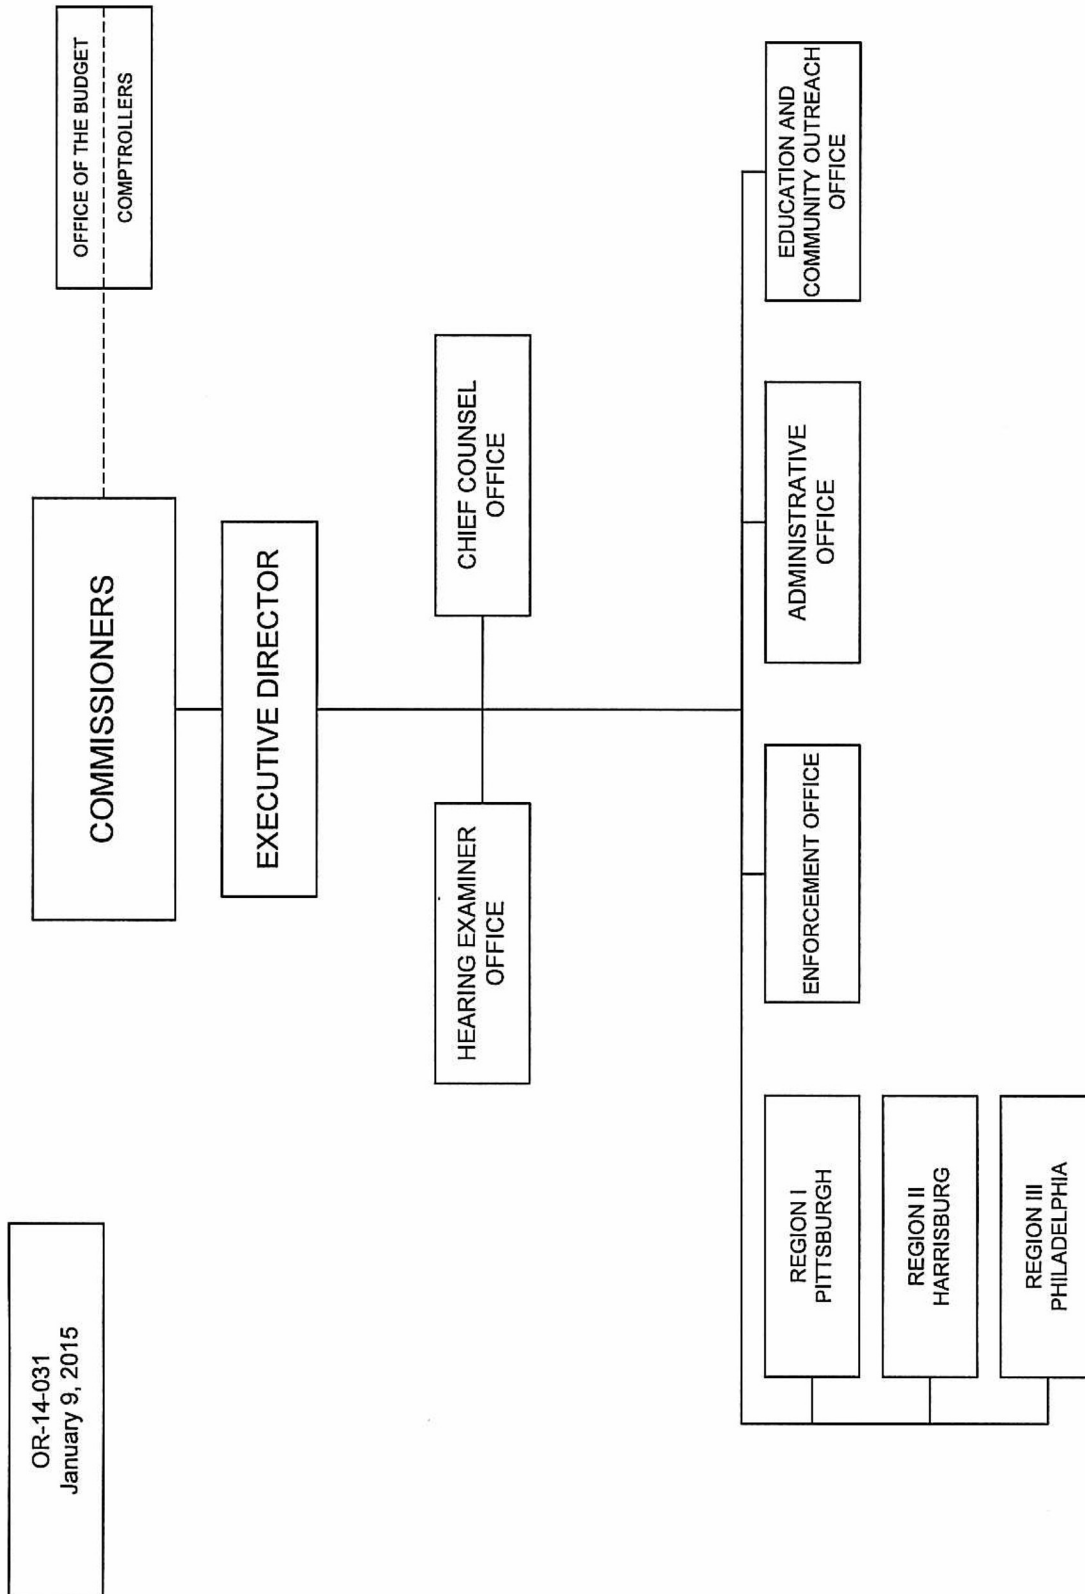 OR-14-031
January 9, 2015
OFFICE OF THE BUDGET
COMPTROLLERS
COMMISSIONERS
EXECUTIVE DIRECTOR
HEARING EXAMINER
OFFICE
CHIEF COUNSEL
OFFICE
REGION I
PITTSBURGH
REGION II
HARRISBURG
REGION III
PHILADELPHIA
ENFORCEMENT OFFICE
ADMINISTRATIVE
OFFICE
EDUCATION AND
COMMUNITY OUTREACH
OFFICE